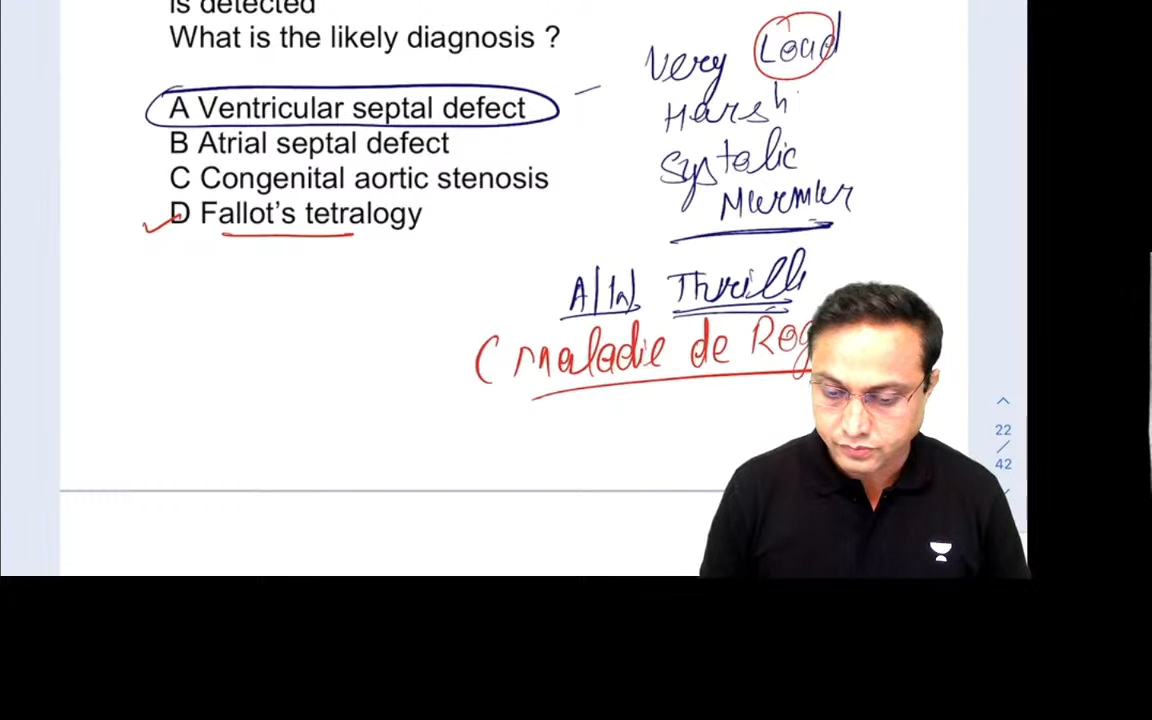 is detected
What is the likely diagnosis ?
A Ventricular septal defect
B Atrial septal defect
C Congenital aortic stenosis
D Fallot's tetralogy
Very Loud
Harsh
Systolic
Murmur
A/w Thrill
(Maladie de Rog
22
/
42